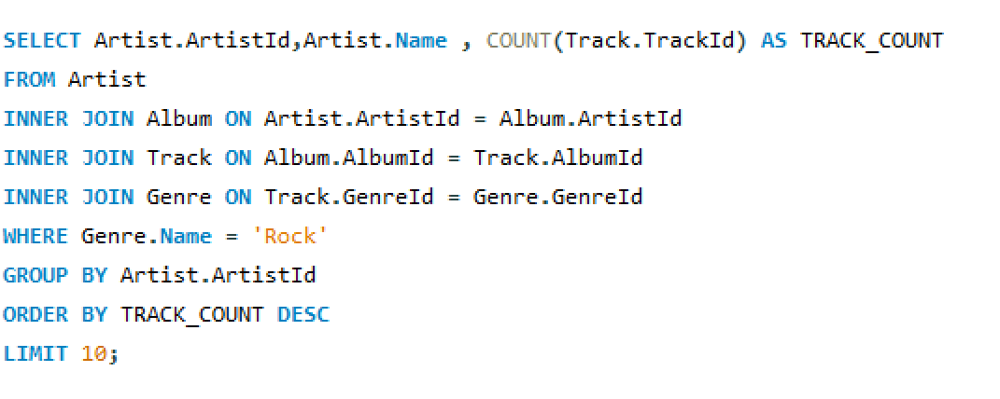 SELECT Artist.ArtistId,Artist.Name , COUNT(Track.TrackId) AS TRACK_COUNT
FROM Artist
INNER JOIN Album ON Artist.ArtistId = Album.ArtistId
INNER JOIN Track ON Album.AlbumId = Track.AlbumId
INNER JOIN Genre ON Track.GenreId = Genre.GenreId
WHERE Genre.Name = 'Rock'
GROUP BY Artist.ArtistId
ORDER BY TRACK_COUNT DESC
LIMIT 10;